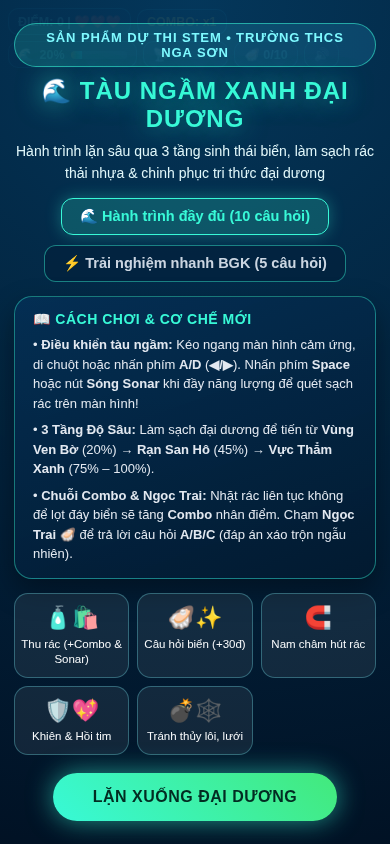 SẢN PHẨM DỰ THI STEM • TRƯỜNG THCS
NGA SƠN
🌊 TÀU NGẦM XANH ĐẠI
DƯƠNG
Hành trình lặn sâu qua 3 tầng sinh thái biển, làm sạch rác
thải nhựa & chinh phục tri thức đại dương
🌊 Hành trình đầy đủ (10 câu hỏi)
⚡ Trải nghiệm nhanh BGK (5 câu hỏi)
📖 CÁCH CHƠI & CƠ CHẾ MỚI
• Điều khiển tàu ngầm: Kéo ngang màn hình cảm ứng,
di chuột hoặc nhấn phím A/D (◀/▶). Nhấn phím Space
hoặc nút Sóng Sonar khi đầy năng lượng để quét sạch
rác trên màn hình!
• 3 Tầng Độ Sâu: Làm sạch đại dương để tiến từ Vùng
Ven Bờ (20%) → Rạn San Hô (45%) → Vực Thẳm
Xanh (75% – 100%).
• Chuỗi Combo & Ngọc Trai: Nhặt rác liên tục không
để lọt đáy biển sẽ tăng Combo nhân điểm. Chạm Ngọc
Trai 🦪 để trả lời câu hỏi A/B/C (đáp án xáo trộn ngẫu
nhiên).
Thu rác (+Combo &
Sonar)
Câu hỏi biển (+30đ)
Nam châm hút rác
Khiên & Hồi tim
Tránh thủy lôi, lưới
LẶN XUỐNG ĐẠI DƯƠNG